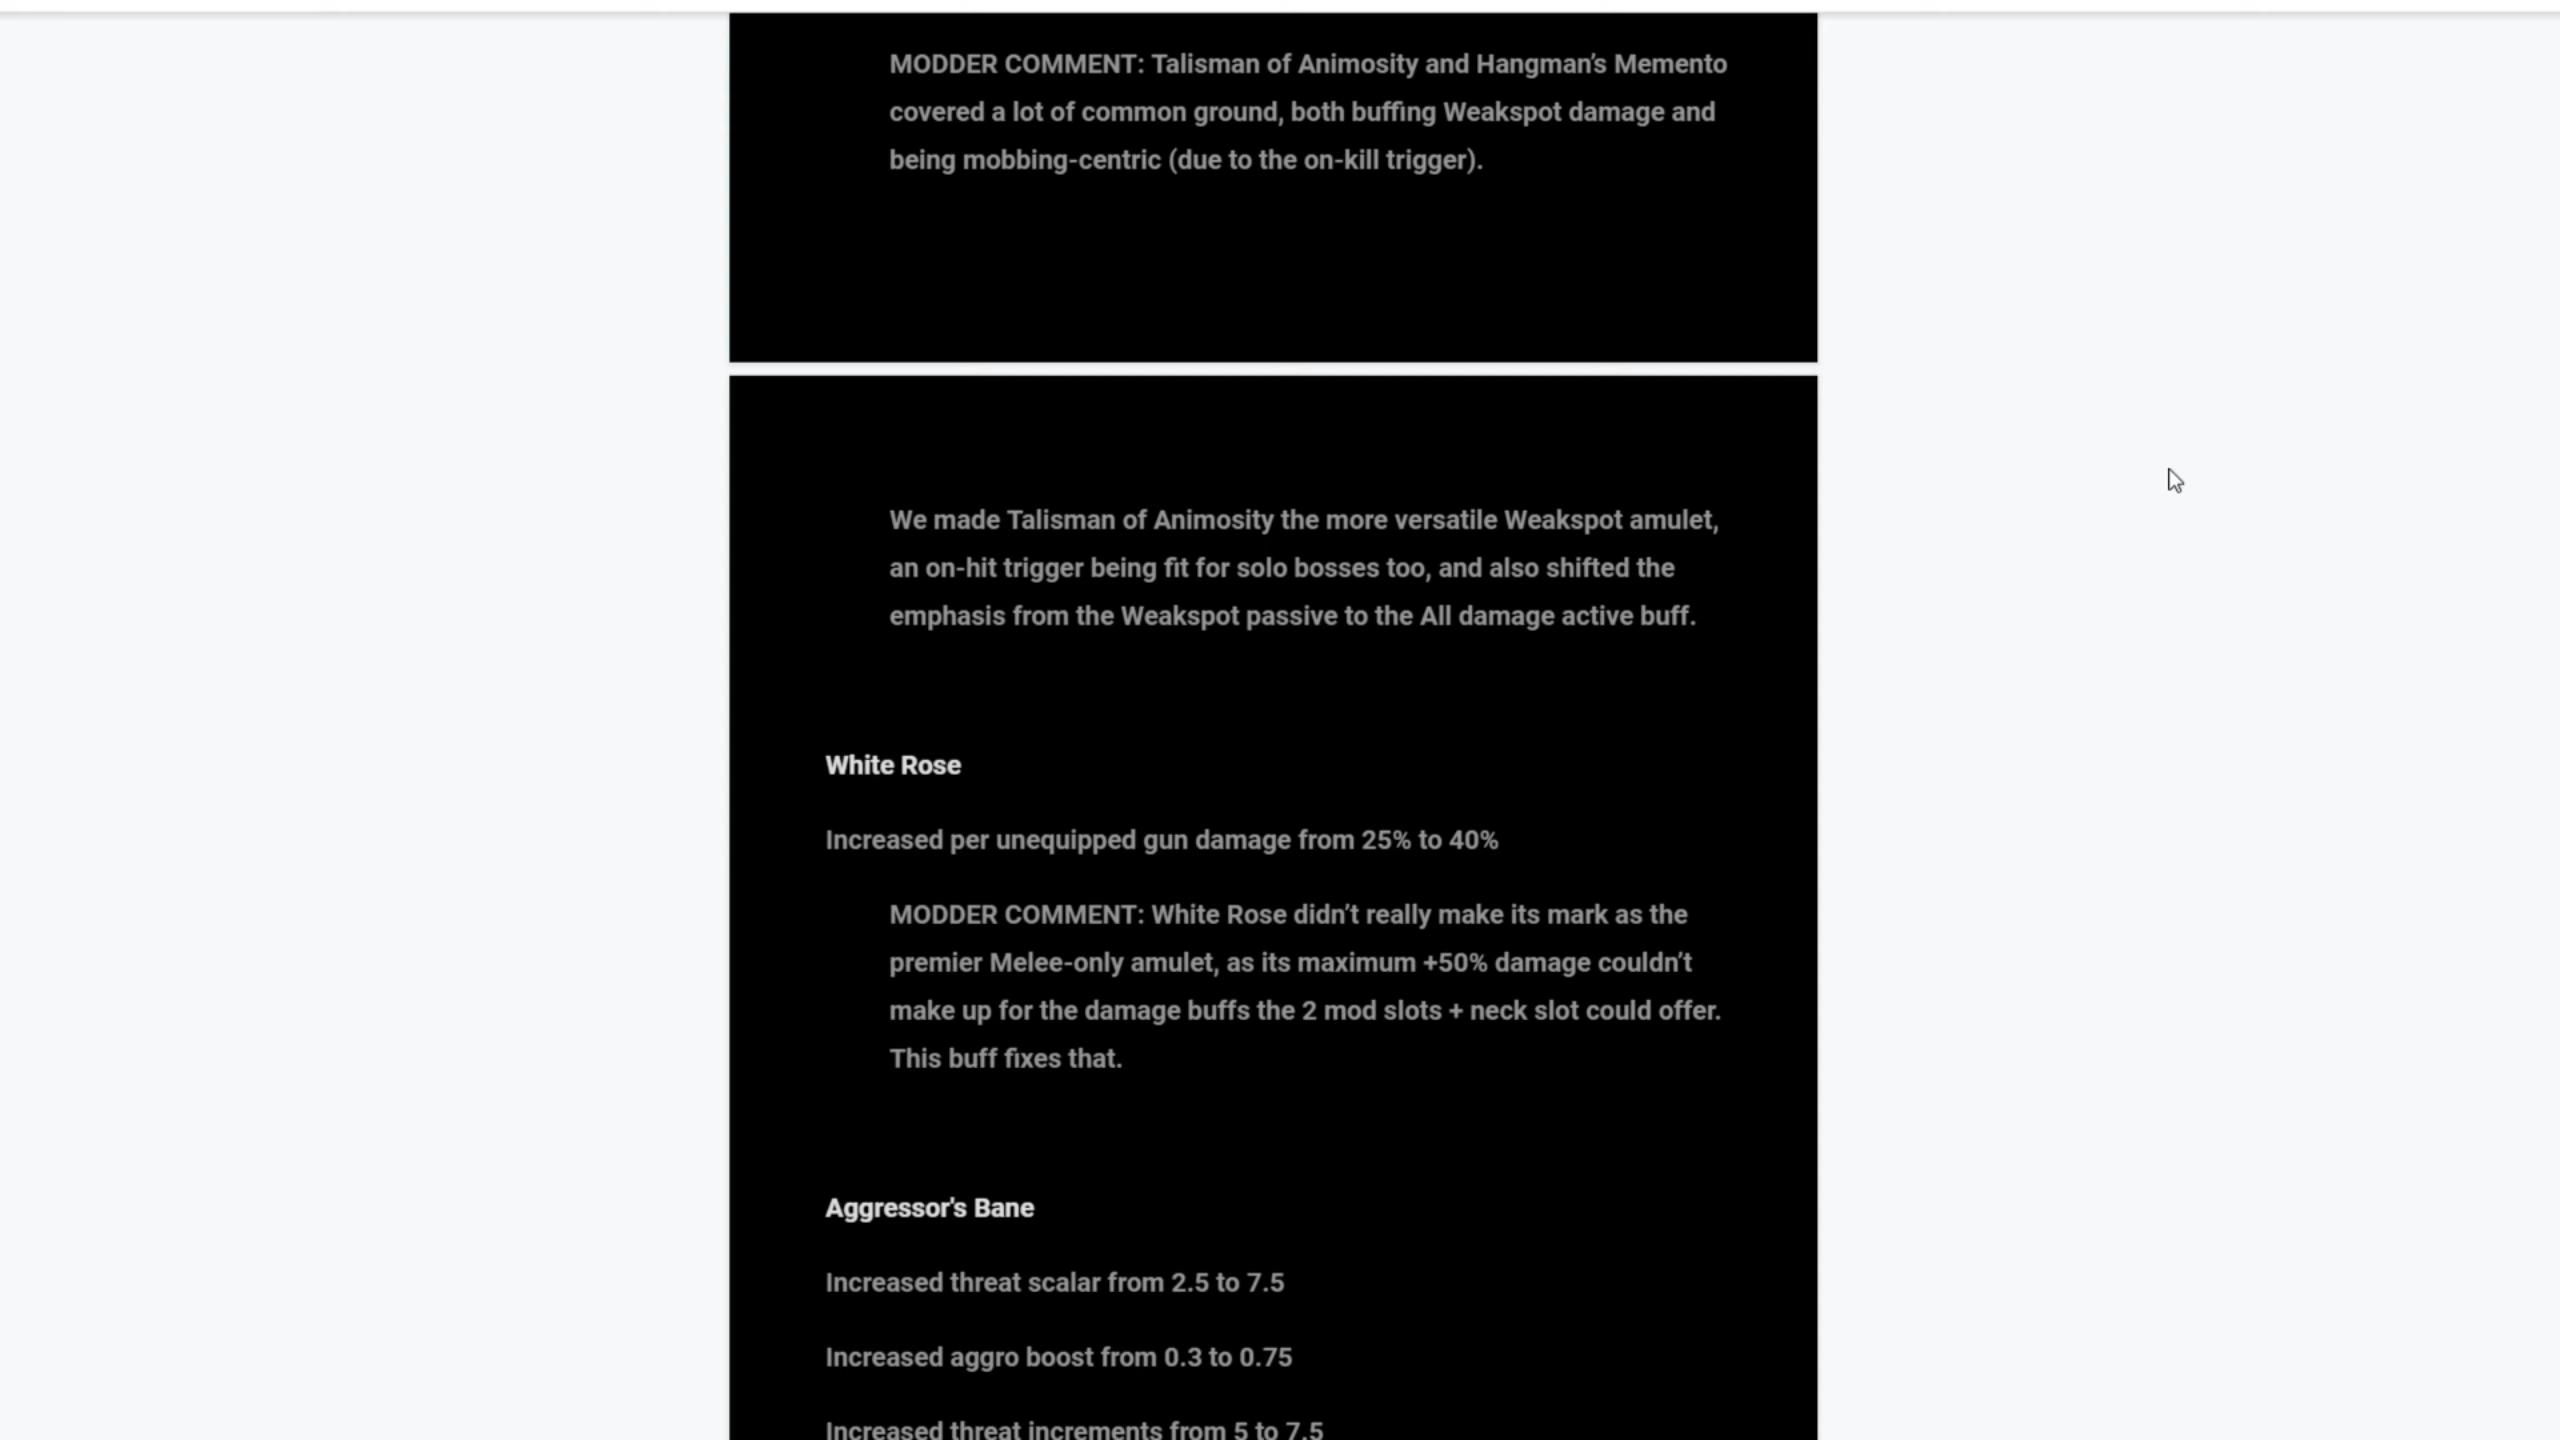 MODDER COMMENT: Talisman of Animosity and Hangman’s Memento
covered a lot of common ground, both buffing Weakspot damage and
being mobbing-centric (due to the on-kill trigger).
We made Talisman of Animosity the more versatile Weakspot amulet,
an on-hit trigger being fit for solo bosses too, and also shifted the
emphasis from the Weakspot passive to the All damage active buff.
White Rose
Increased per unequipped gun damage from 25% to 40%
MODDER COMMENT: White Rose didn’t really make its mark as the
premier Melee-only amulet, as its maximum +50% damage couldn’t
make up for the damage buffs the 2 mod slots + neck slot could offer.
This buff fixes that.
Aggressor's Bane
Increased threat scalar from 2.5 to 7.5
Increased aggro boost from 0.3 to 0.75
Increased threat increments from 5 to 7.5